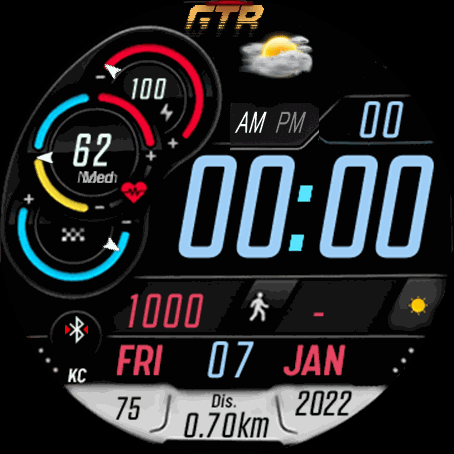 GTR
100
AM PM 00
62
00:00
1000 -
FRI 07 JAN
KC
75 Dis. 2022
0.70km